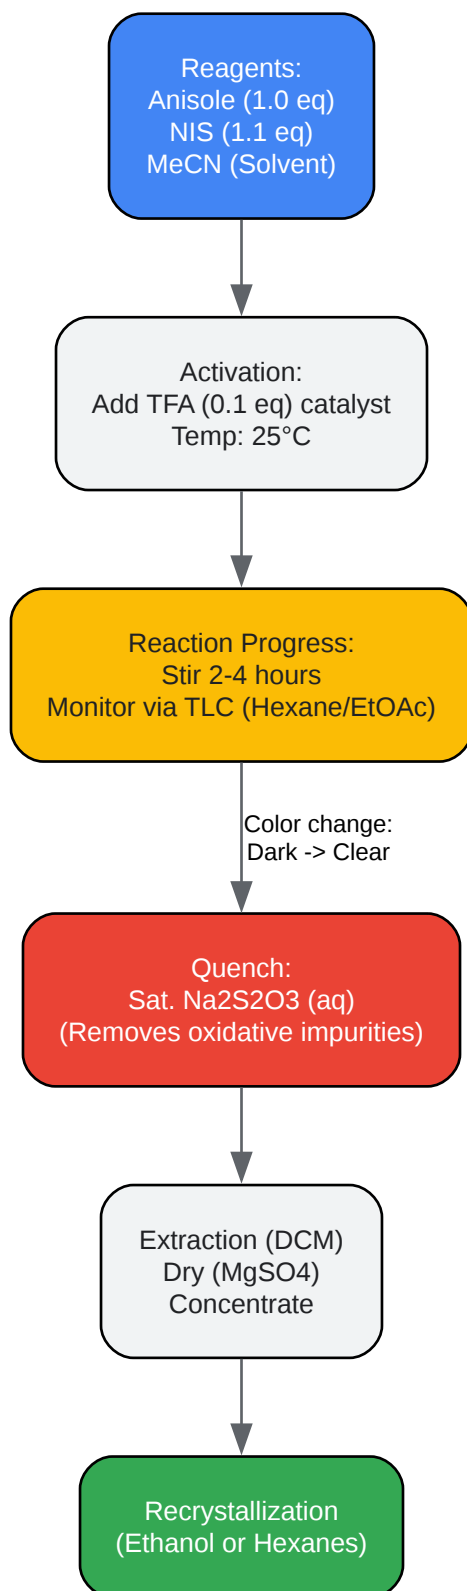 Reagents:
Anisole (1.0 eq)
NIS (1.1 eq)
MeCN (Solvent)
Activation:
Add TFA (0.1 eq) catalyst
Temp: 25°C
Reaction Progress:
Stir 2-4 hours
Monitor via TLC (Hexane/EtOAc)
Color change:
Dark -> Clear
Quench:
Sat. Na2S2O3 (aq)
(Removes oxidative impurities)
Extraction (DCM)
Dry (MgSO4)
Concentrate
Recrystallization
(Ethanol or Hexanes)